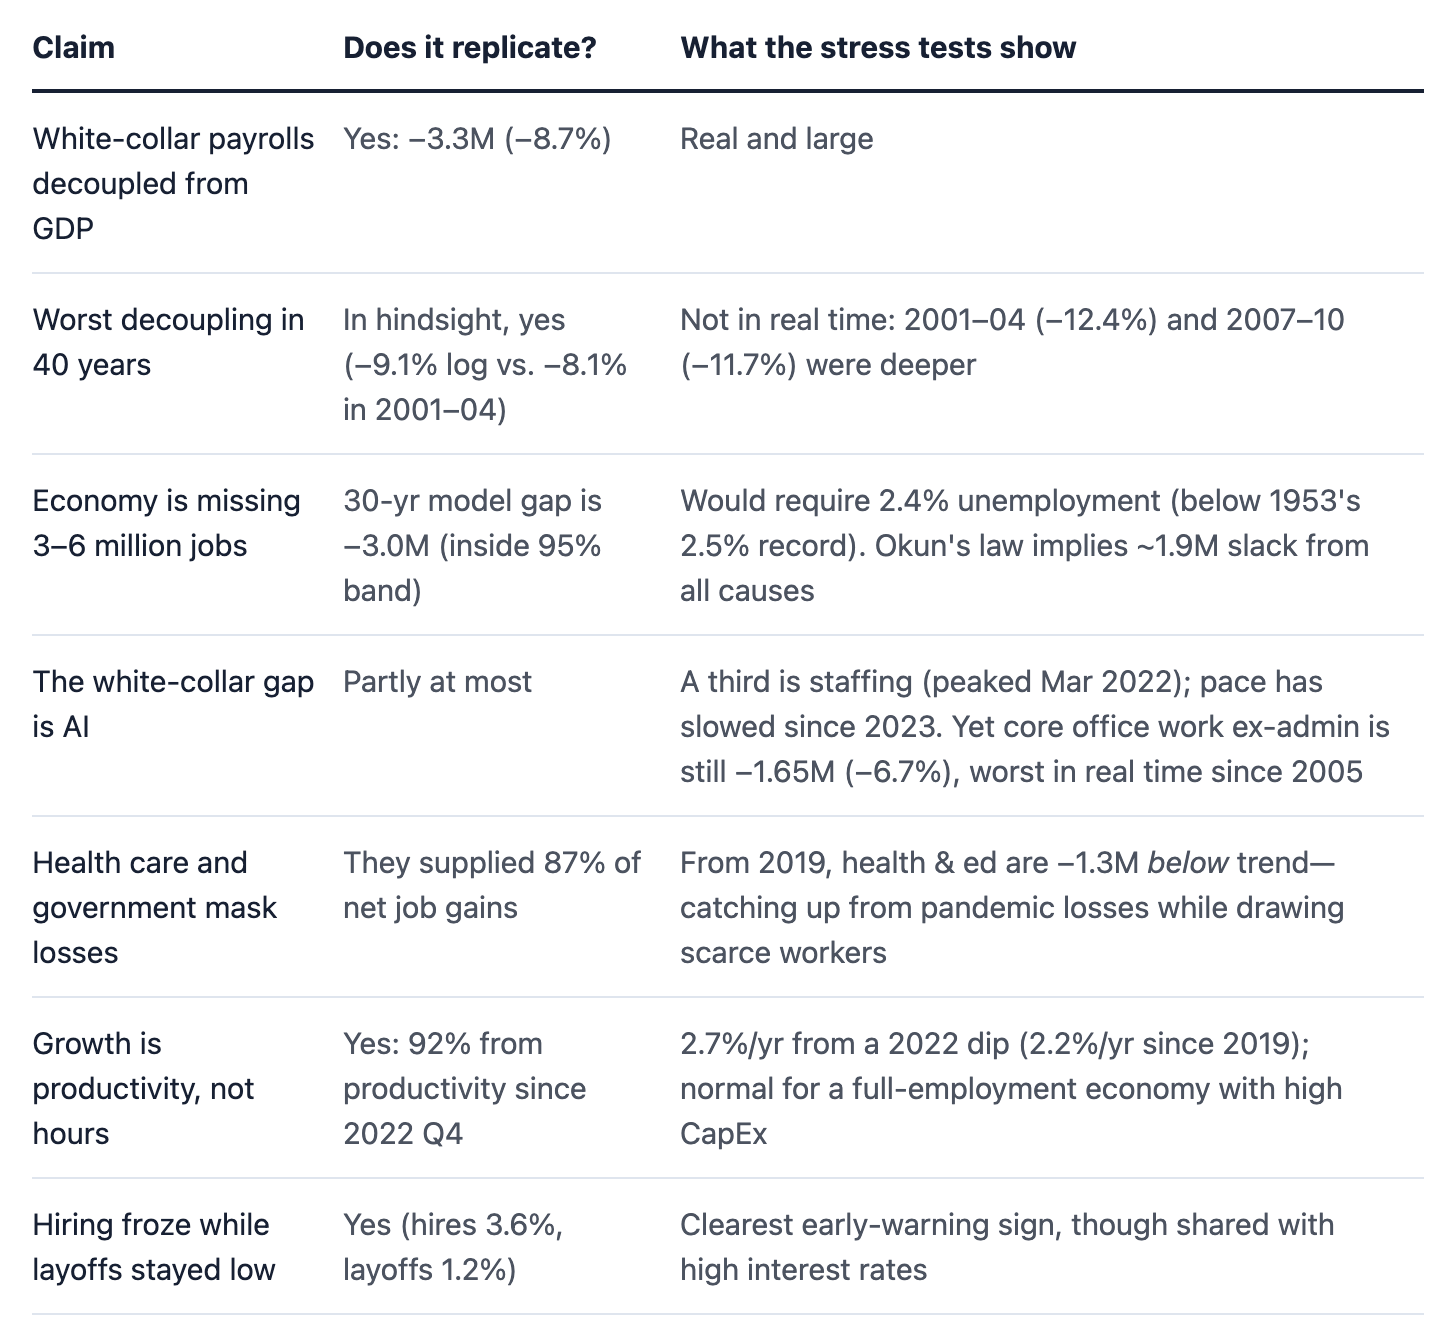 Claim
Does it replicate?
What the stress tests show
White-collar payrolls
decoupled from
GDP
Yes: −3.3M (−8.7%)
Real and large
Worst decoupling in
40 years
In hindsight, yes
(−9.1% log vs. −8.1%
in 2001–04)
Not in real time: 2001–04 (−12.4%) and 2007–10
(−11.7%) were deeper
Economy is missing
3–6 million jobs
30-yr model gap is
−3.0M (inside 95%
band)
Would require 2.4% unemployment (below 1953's
2.5% record). Okun's law implies ~1.9M slack from
all causes
The white-collar gap
is AI
Partly at most
A third is staffing (peaked Mar 2022); pace has
slowed since 2023. Yet core office work ex-admin is
still −1.65M (−6.7%), worst in real time since 2005
Health care and
government mask
losses
They supplied 87% of
net job gains
From 2019, health & ed are −1.3M below trend—
catching up from pandemic losses while drawing
scarce workers
Growth is
productivity, not
hours
Yes: 92% from
productivity since
2022 Q4
2.7%/yr from a 2022 dip (2.2%/yr since 2019);
normal for a full-employment economy with high
CapEx
Hiring froze while
layoffs stayed low
Yes (hires 3.6%,
layoffs 1.2%)
Clearest early-warning sign, though shared with
high interest rates